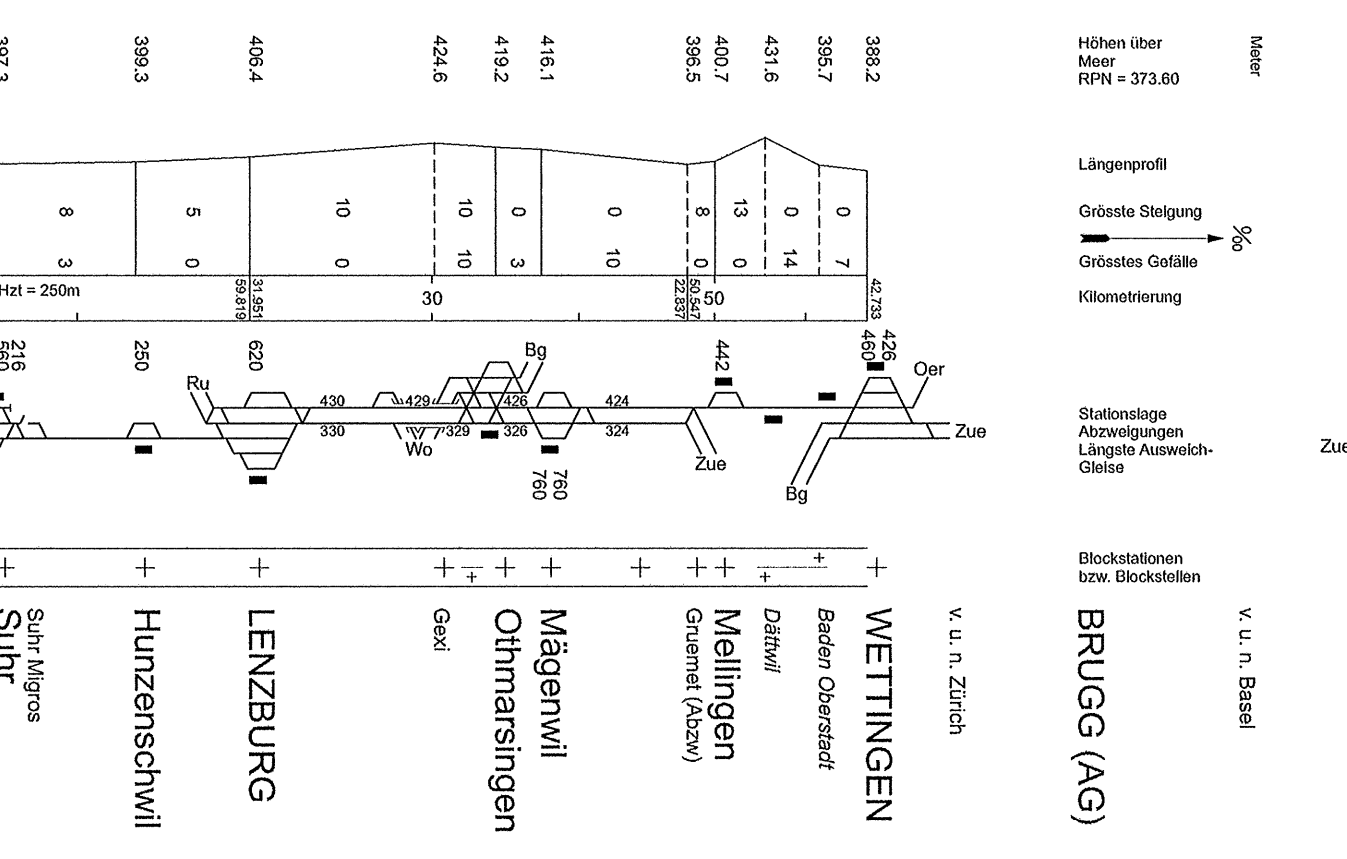 397.3
399.3
406.4
424.6
419.2
416.1
396.5
400.7
431.6
395.7
388.2
Höhen über
Meer
RPN = 373.60
Meter
Längenprofil
8
5
10
10
0
0
8
13
0
0
Grösste Steigung
‰
3
0
0
10
3
10
0
0
14
7
Grösstes Gefälle
Hzt = 250m
59.819
31.951
30
22.837
50.547
50
42.733
Kilometrierung
560
216
250
620
442
460
426
Bg
Oer
Ru
430
429
426
424
330
329
326
324
Wo
Zue
Zue
Bg
760
760
Stationslage
Abzweigungen
Längste Ausweich-
Gleise
Zue
Blockstationen
bzw. Blockstellen
Suhr
Suhr Migros
Hunzenschwil
LENZBURG
Gexi
Othmarsingen
Mägenwil
Gruemet (Abzw)
Mellingen
Dättwil
Baden Oberstadt
WETTINGEN
v. u. n. Zürich
BRUGG (AG)
v. u. n. Basel